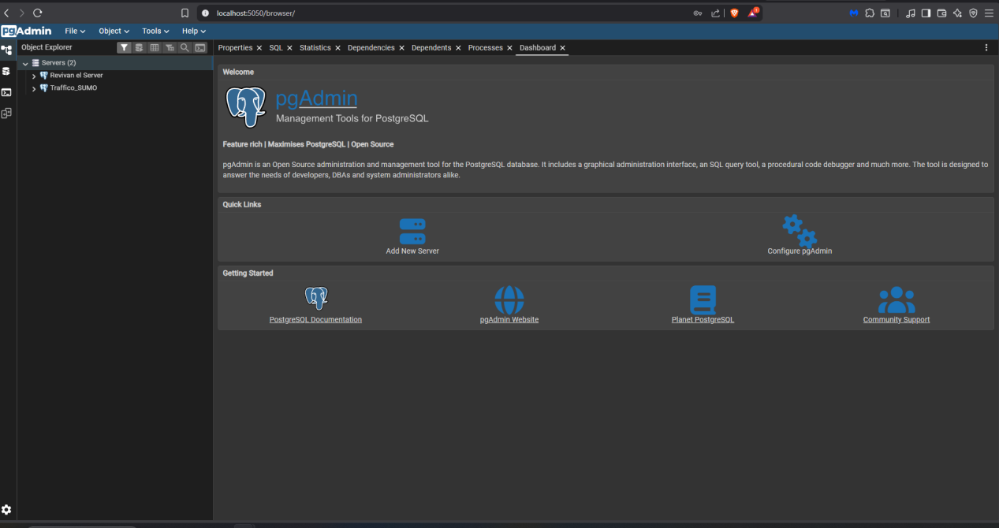 localhost:5050/browser/
pgAdmin File Object Tools Help
Object Explorer
Servers (2)
Revivan el Server
Traffico_SUMO
Properties SQL Statistics Dependencies Dependents Processes Dashboard
Welcome
pgAdmin
Management Tools for PostgreSQL
Feature rich | Maximises PostgreSQL | Open Source
pgAdmin is an Open Source administration and management tool for the PostgreSQL database. It includes a graphical administration interface, an SQL query tool, a procedural code debugger and much more. The tool is designed to
answer the needs of developers, DBAs and system administrators alike.
Quick Links
Add New Server
Configure pgAdmin
Getting Started
PostgreSQL Documentation
pgAdmin Website
Planet PostgreSQL
Community Support